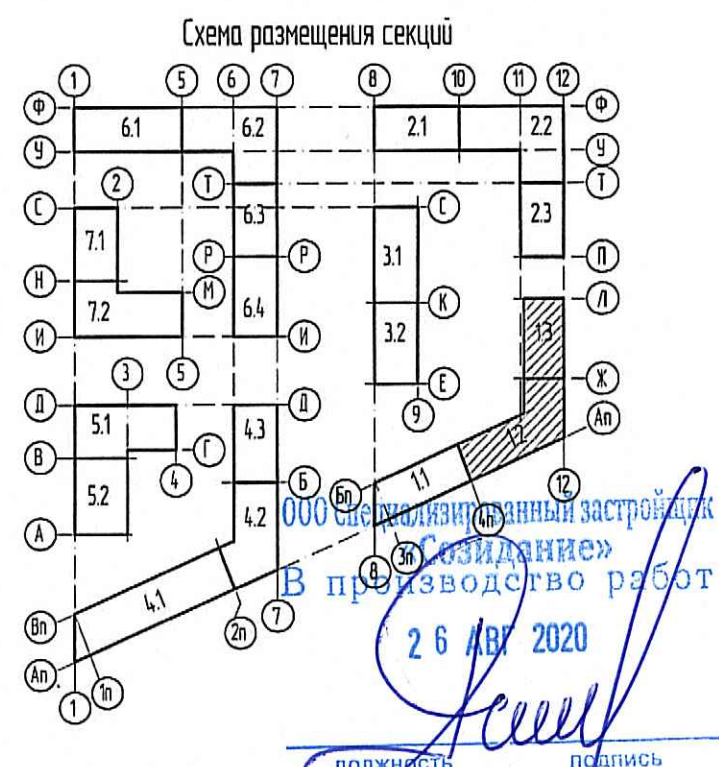 Схема размещения секций
1 5 6 7 8 10 11 12
Ф 6.1 6.2 2.1 2.2 Ф
У У
2 Т Т
С 6.3 С 2.3
7.1 3.1
Р Р П
Н М К Л
7.2 6.4 1.3
И И 3.2
3 5 Е Ж
Д 5.1 Д 9 Ап
4.3 1.2
Г
В 4 Б Бп 1.1 12
5.2 4.2
А 3п 4п
8
4.1 7
Вп 2п
Ап 1п
1
ООО Специализированный застройщик
«Созидание»
В производство работ
26 АВГ 2020
должность подпись